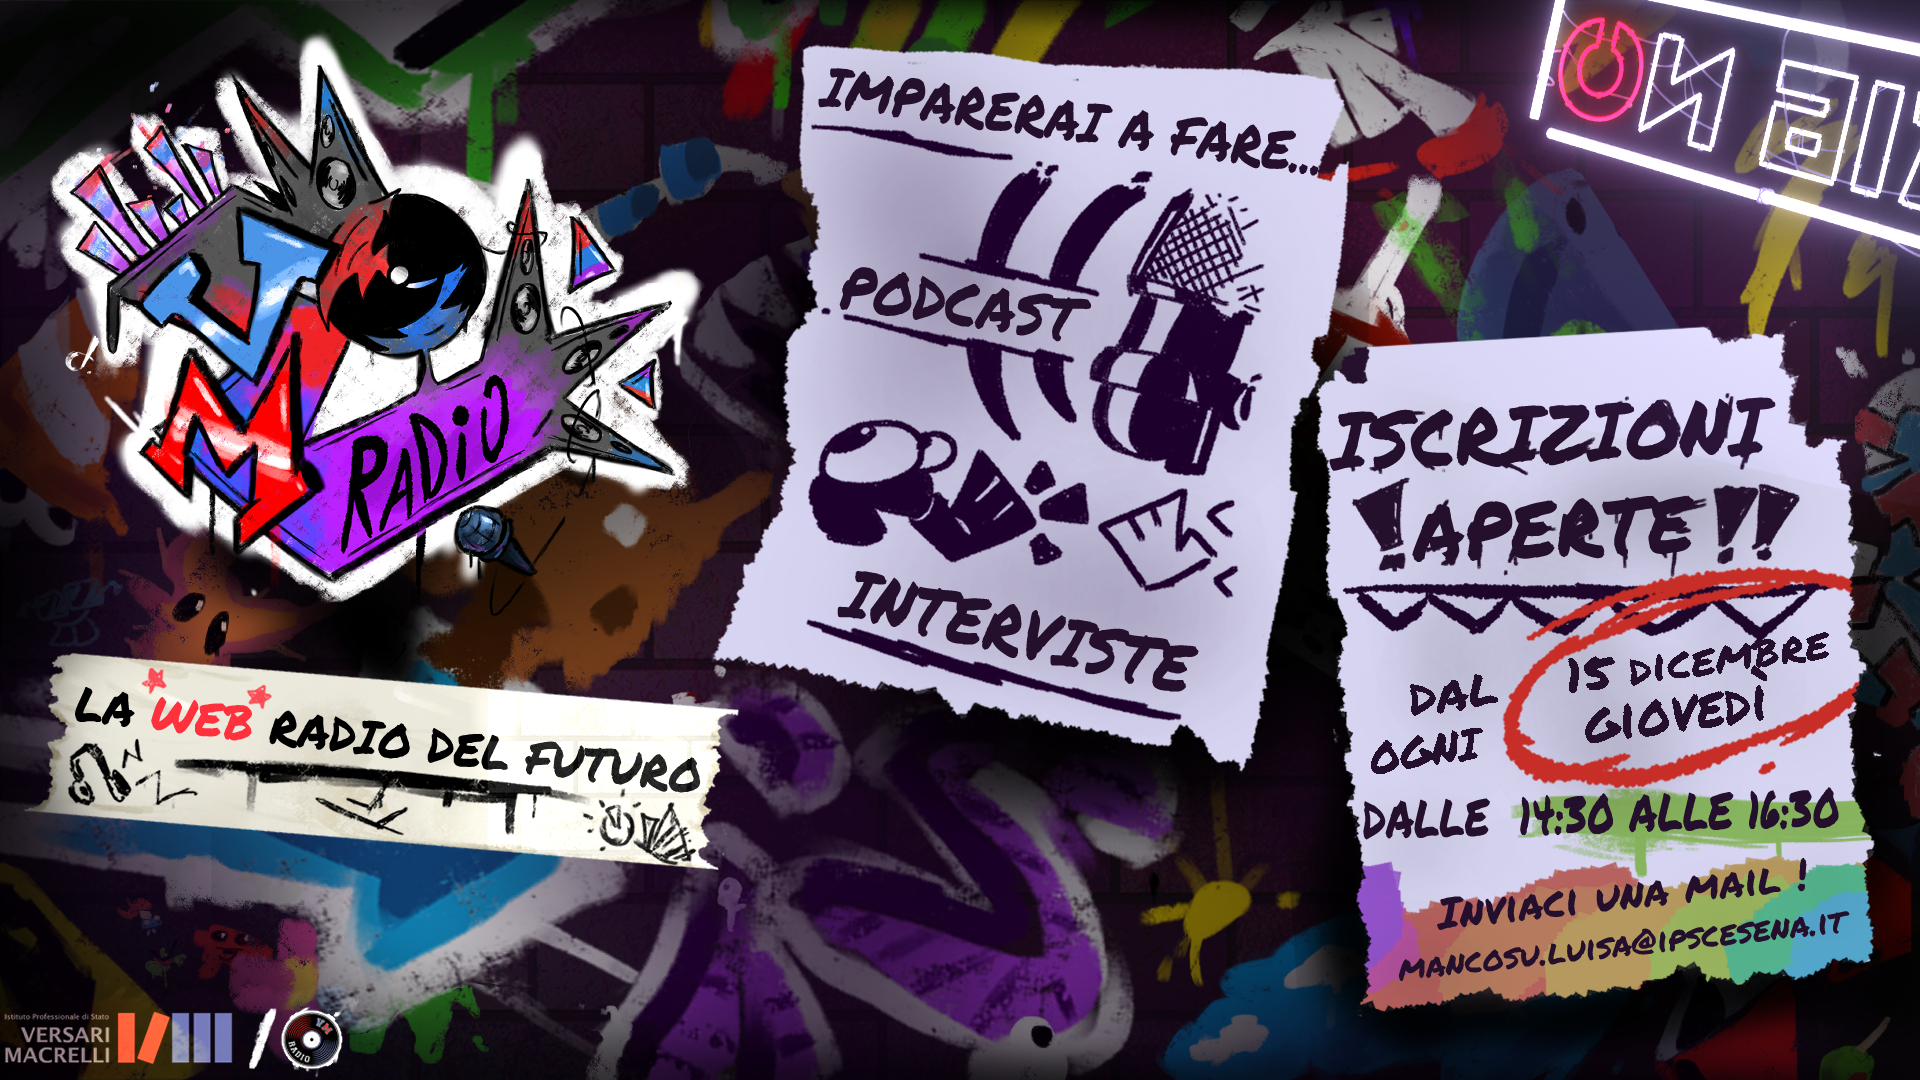 VM
RADiO
LA WEB RADIO DEL FUTURO
IMPARERAI A FARE...
PODCAST
INTERVISTE
ON AIR
ISCRIZIONI
!APERTE!!
DAL 15 DICEMBRE
OGNI GIOVEDÌ
DALLE 14:30 ALLE 16:30
INVIACI UNA MAIL!
MANCOSU.LUISA@IPSCESENA.IT
Istituto Professionale di Stato
VERSARI
MACRELLI
VM
RADIO